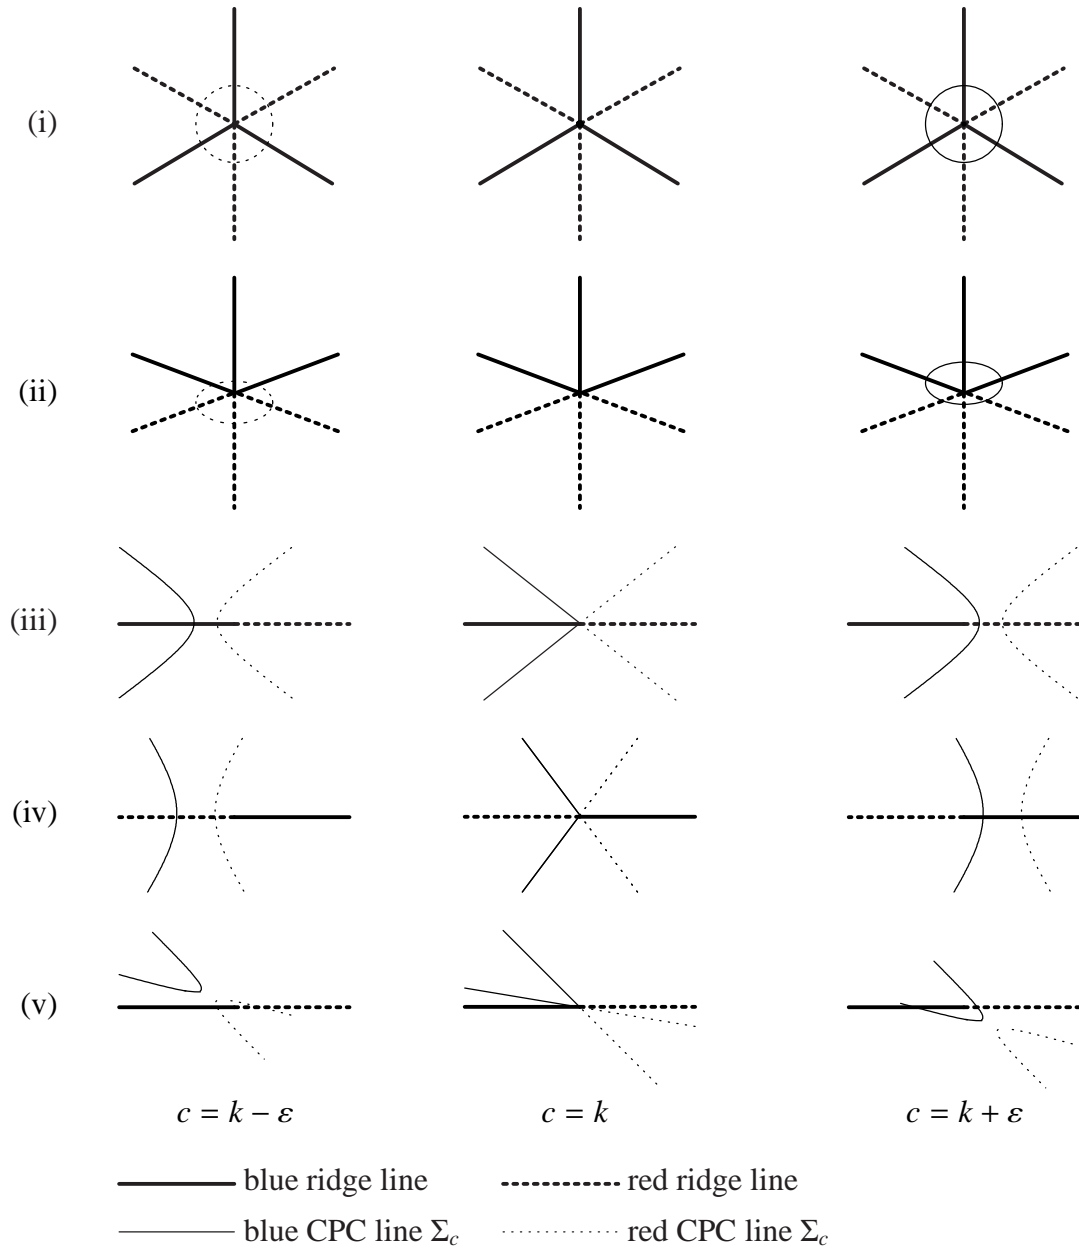 (i)
(ii)
(iii)
(iv)
(v)
c = k − ε c = k c = k + ε
blue ridge line red ridge line
blue CPC line Σc red CPC line Σc